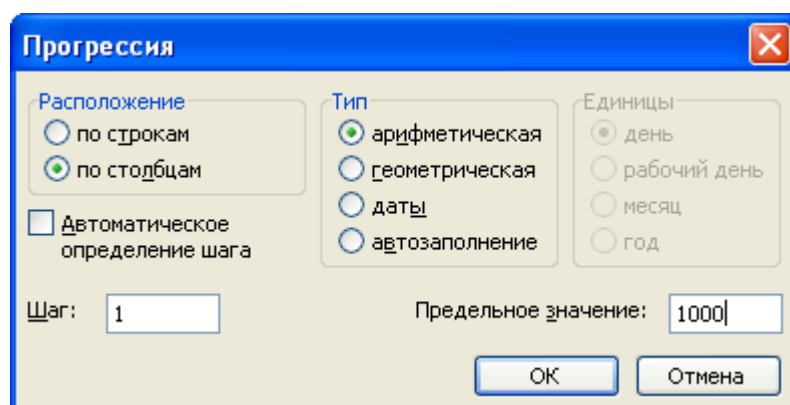 Прогрессия
Расположение
по строкам
по столбцам
Автоматическое
определение шага
Тип
арифметическая
геометрическая
даты
автозаполнение
Единицы
день
рабочий день
месяц
год
Шаг: 1
Предельное значение: 1000
ОК
Отмена